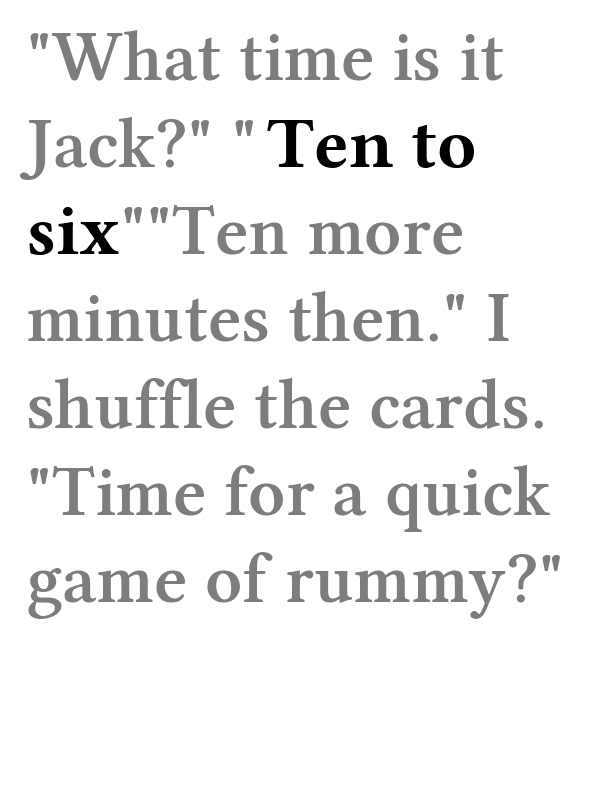 "What time is it
Jack?" "Ten to
six""Ten more
minutes then." I
shuffle the cards.
"Time for a quick
game of rummy?"